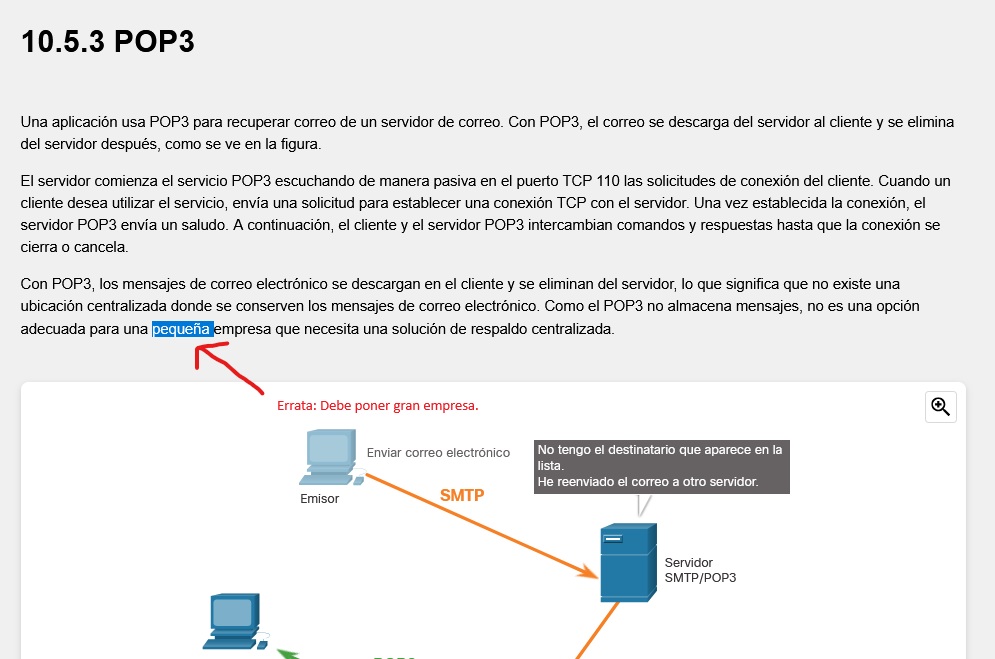 10.5.3 POP3
Una aplicación usa POP3 para recuperar correo de un servidor de correo. Con POP3, el correo se descarga del servidor al cliente y se elimina
del servidor después, como se ve en la figura.
El servidor comienza el servicio POP3 escuchando de manera pasiva en el puerto TCP 110 las solicitudes de conexión del cliente. Cuando un
cliente desea utilizar el servicio, envía una solicitud para establecer una conexión TCP con el servidor. Una vez establecida la conexión, el
servidor POP3 envía un saludo. A continuación, el cliente y el servidor POP3 intercambian comandos y respuestas hasta que la conexión se
cierra o cancela.
Con POP3, los mensajes de correo electrónico se descargan en el cliente y se eliminan del servidor, lo que significa que no existe una
ubicación centralizada donde se conserven los mensajes de correo electrónico. Como el POP3 no almacena mensajes, no es una opción
adecuada para una pequeña empresa que necesita una solución de respaldo centralizada.
Errata: Debe poner gran empresa.
Enviar correo electrónico
No tengo el destinatario que aparece en la
lista.
He reenviado el correo a otro servidor.
Emisor
SMTP
Servidor
SMTP/POP3